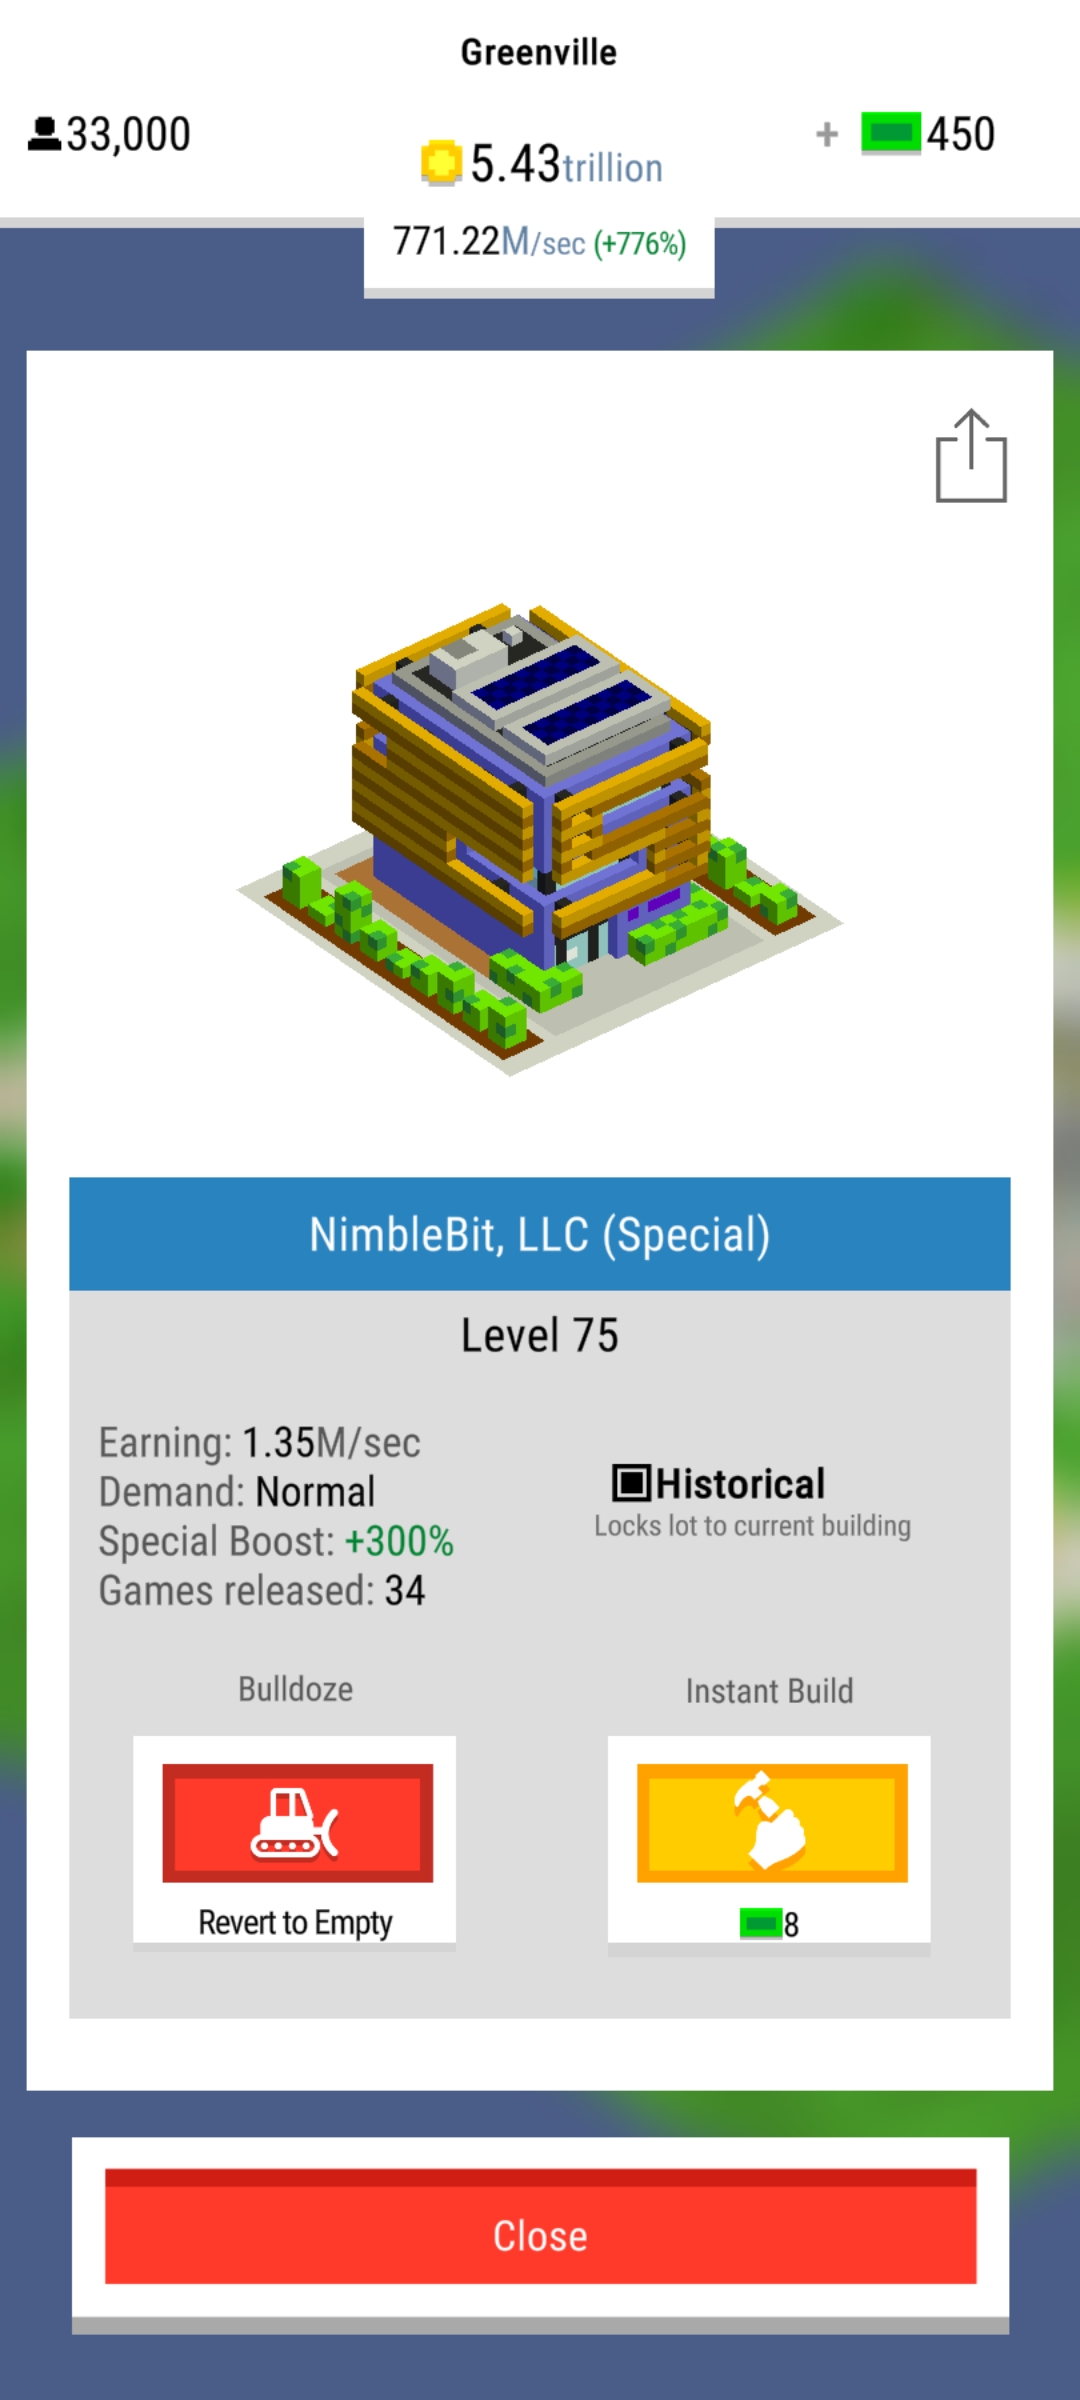 Greenville
33,000
5.43trillion
+ 450
771.22M/sec (+776%)
NimbleBit, LLC (Special)
Level 75
Earning: 1.35M/sec
Demand: Normal
Special Boost: +300%
Games released: 34
Historical
Locks lot to current building
Bulldoze
Revert to Empty
Instant Build
8
Close